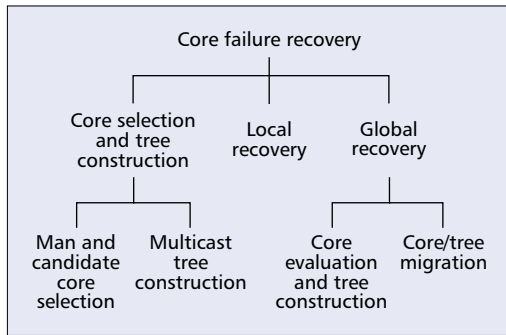 Core failure recovery
Core selection
and tree
construction
Local
recovery
Global
recovery
Man and
candidate
core
selection
Multicast
tree
construction
Core
evaluation
and tree
construction
Core/tree
migration